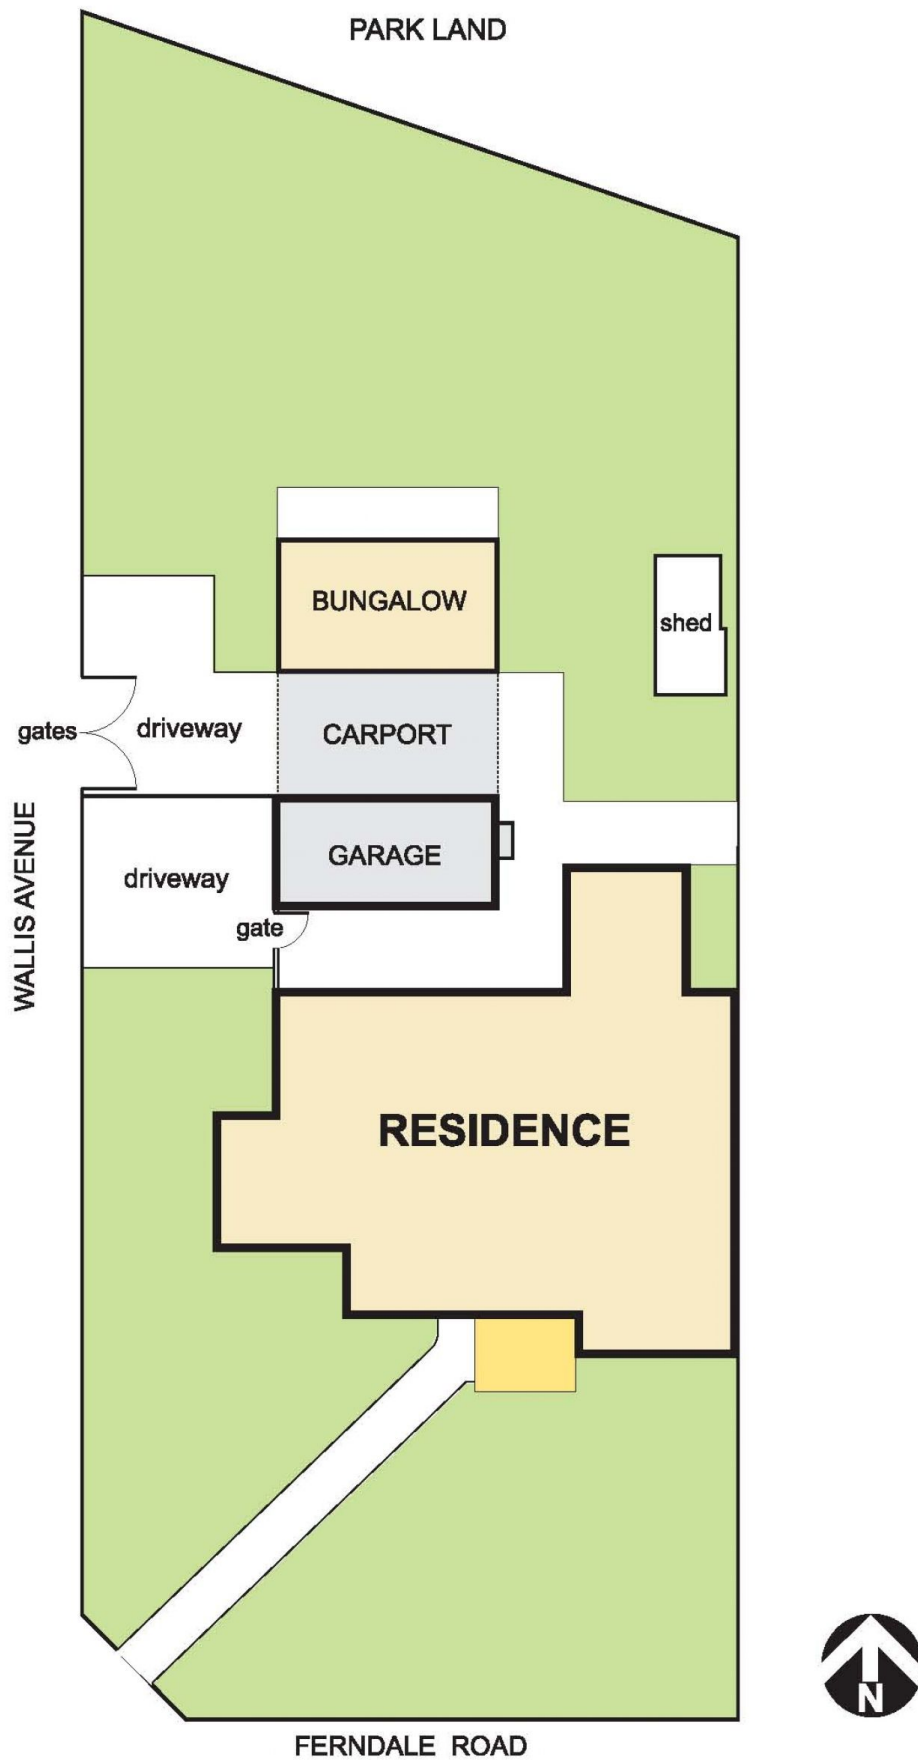 PARK LAND
BUNGALOW
shed
gates
driveway
CARPORT
GARAGE
driveway
gate
WALLIS AVENUE
RESIDENCE
N
FERNDALE ROAD